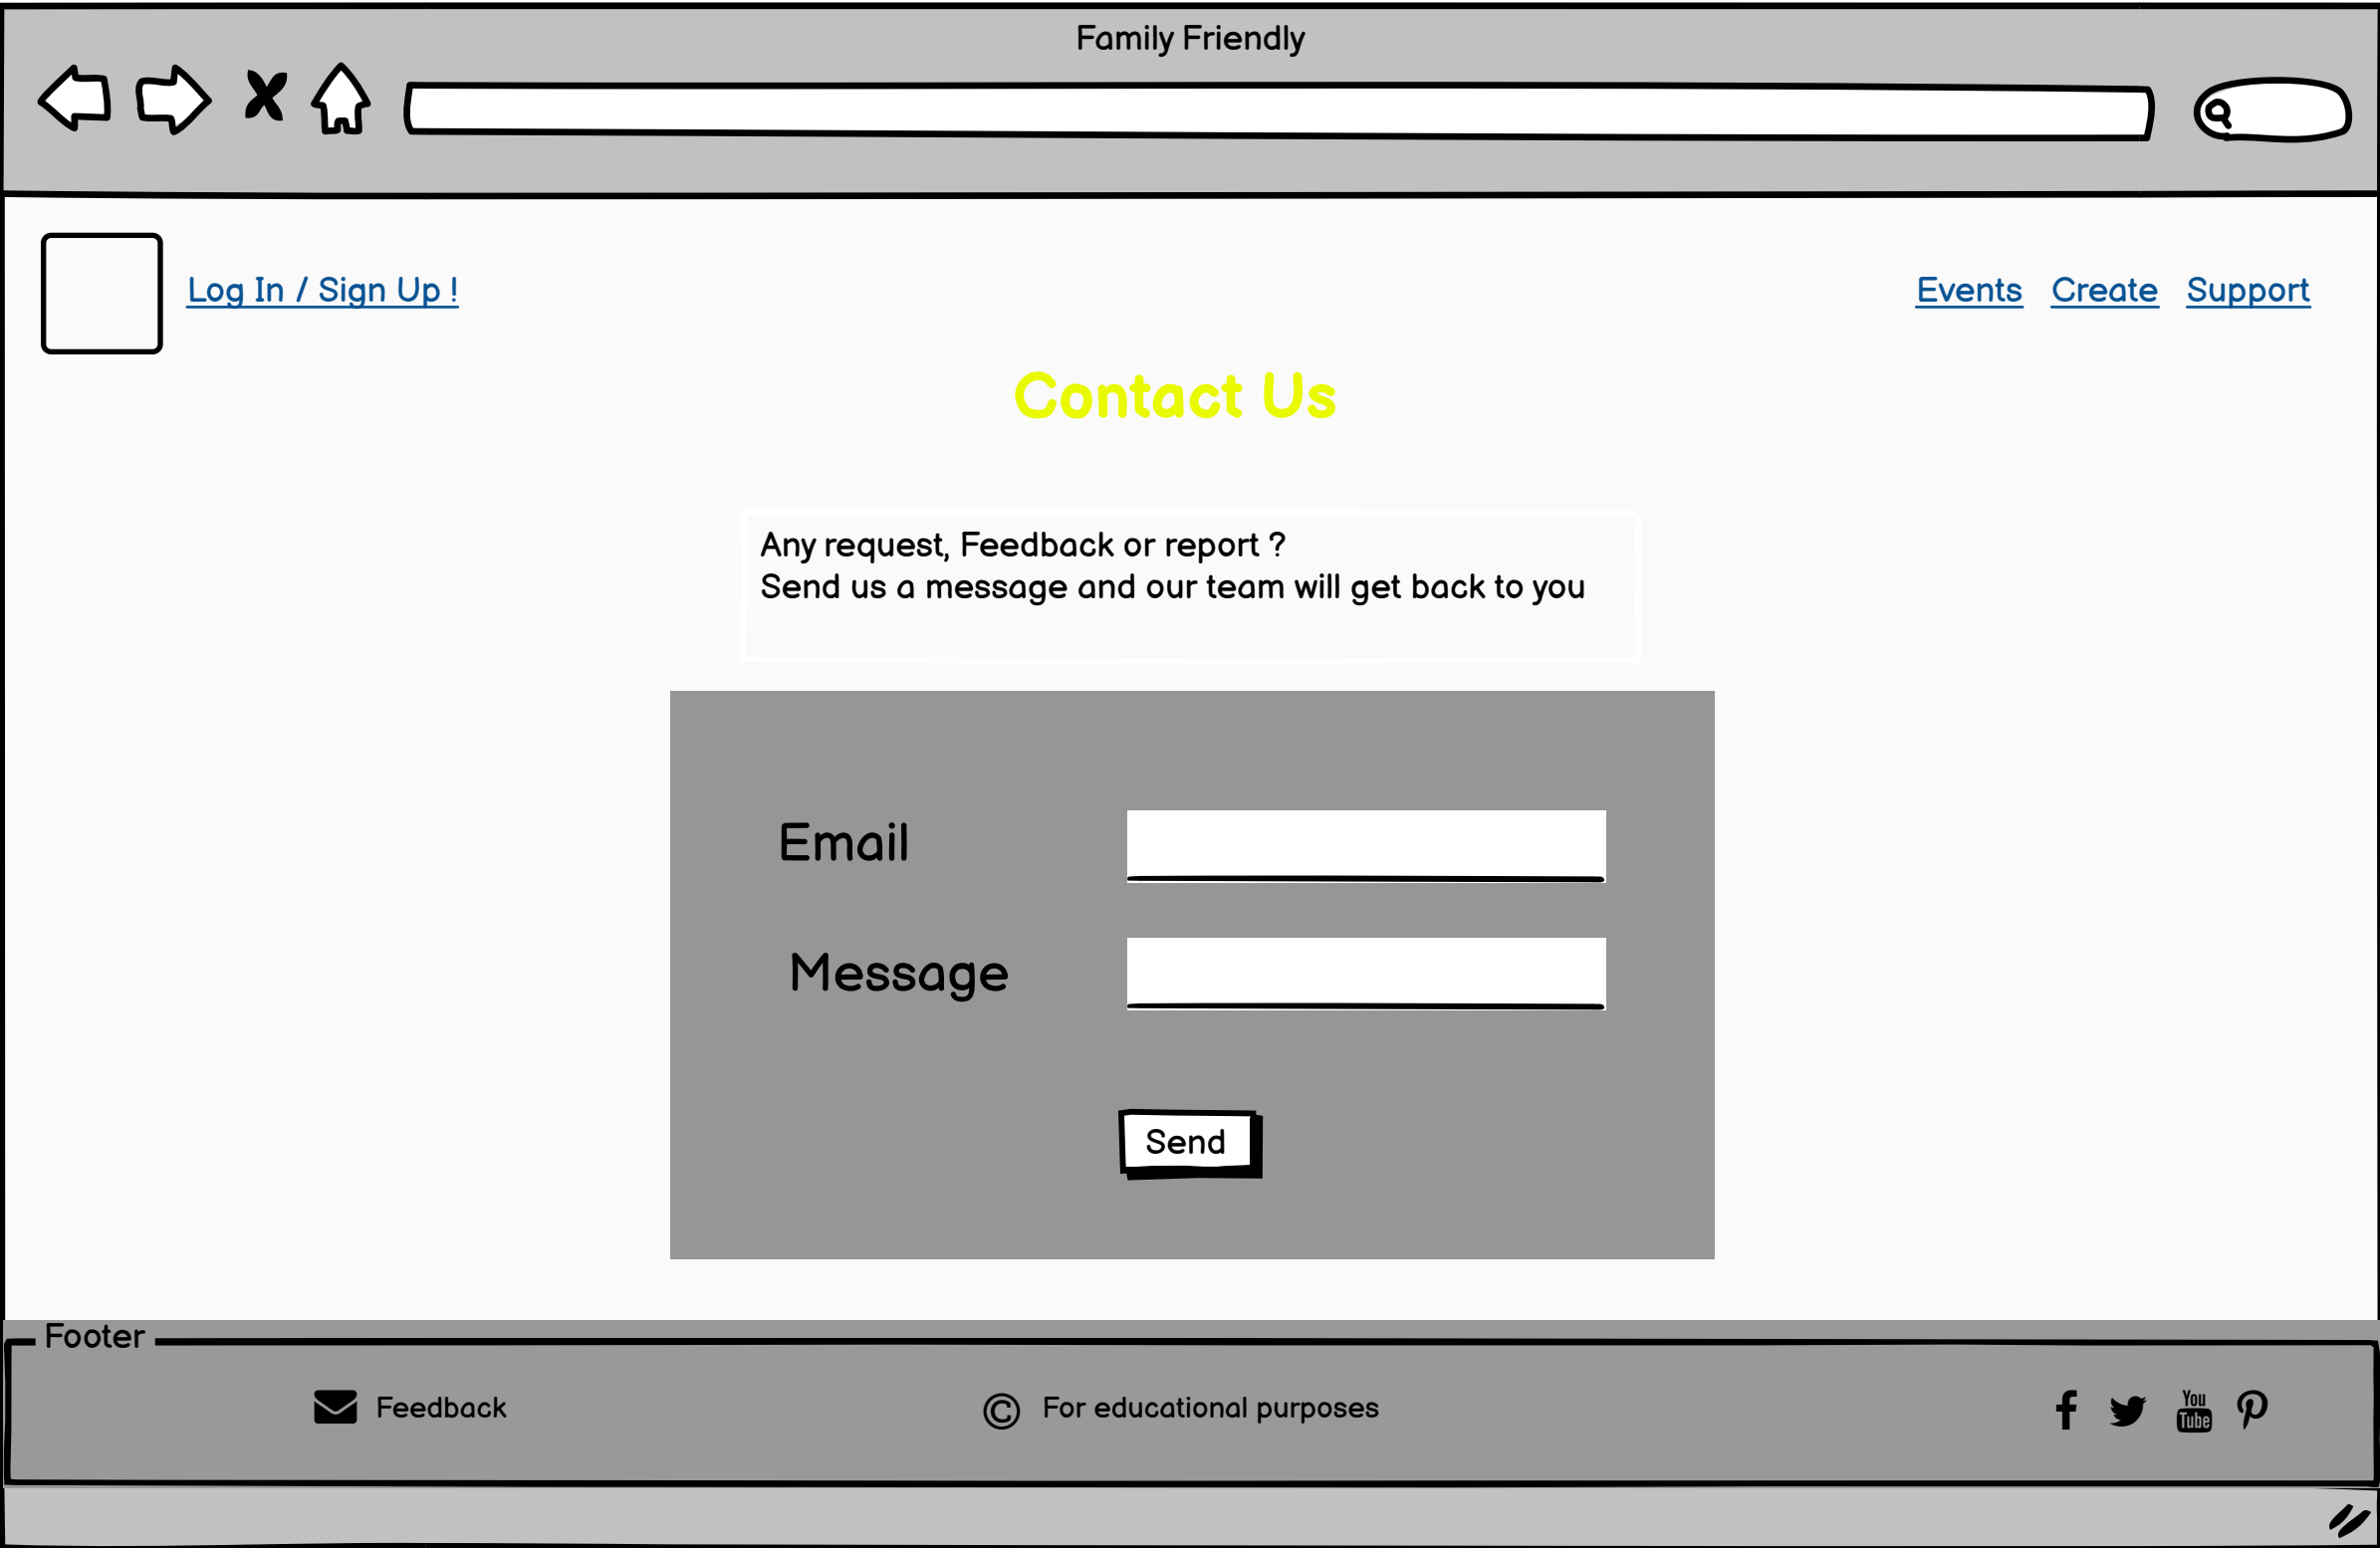 Family Friendly
Log In / Sign Up !
Events Create Support
Contact Us
Any request, Feedback or report ?
Send us a message and our team will get back to you
Email
Message
Send
Footer
Feedback
© For educational purposes
You
Tube